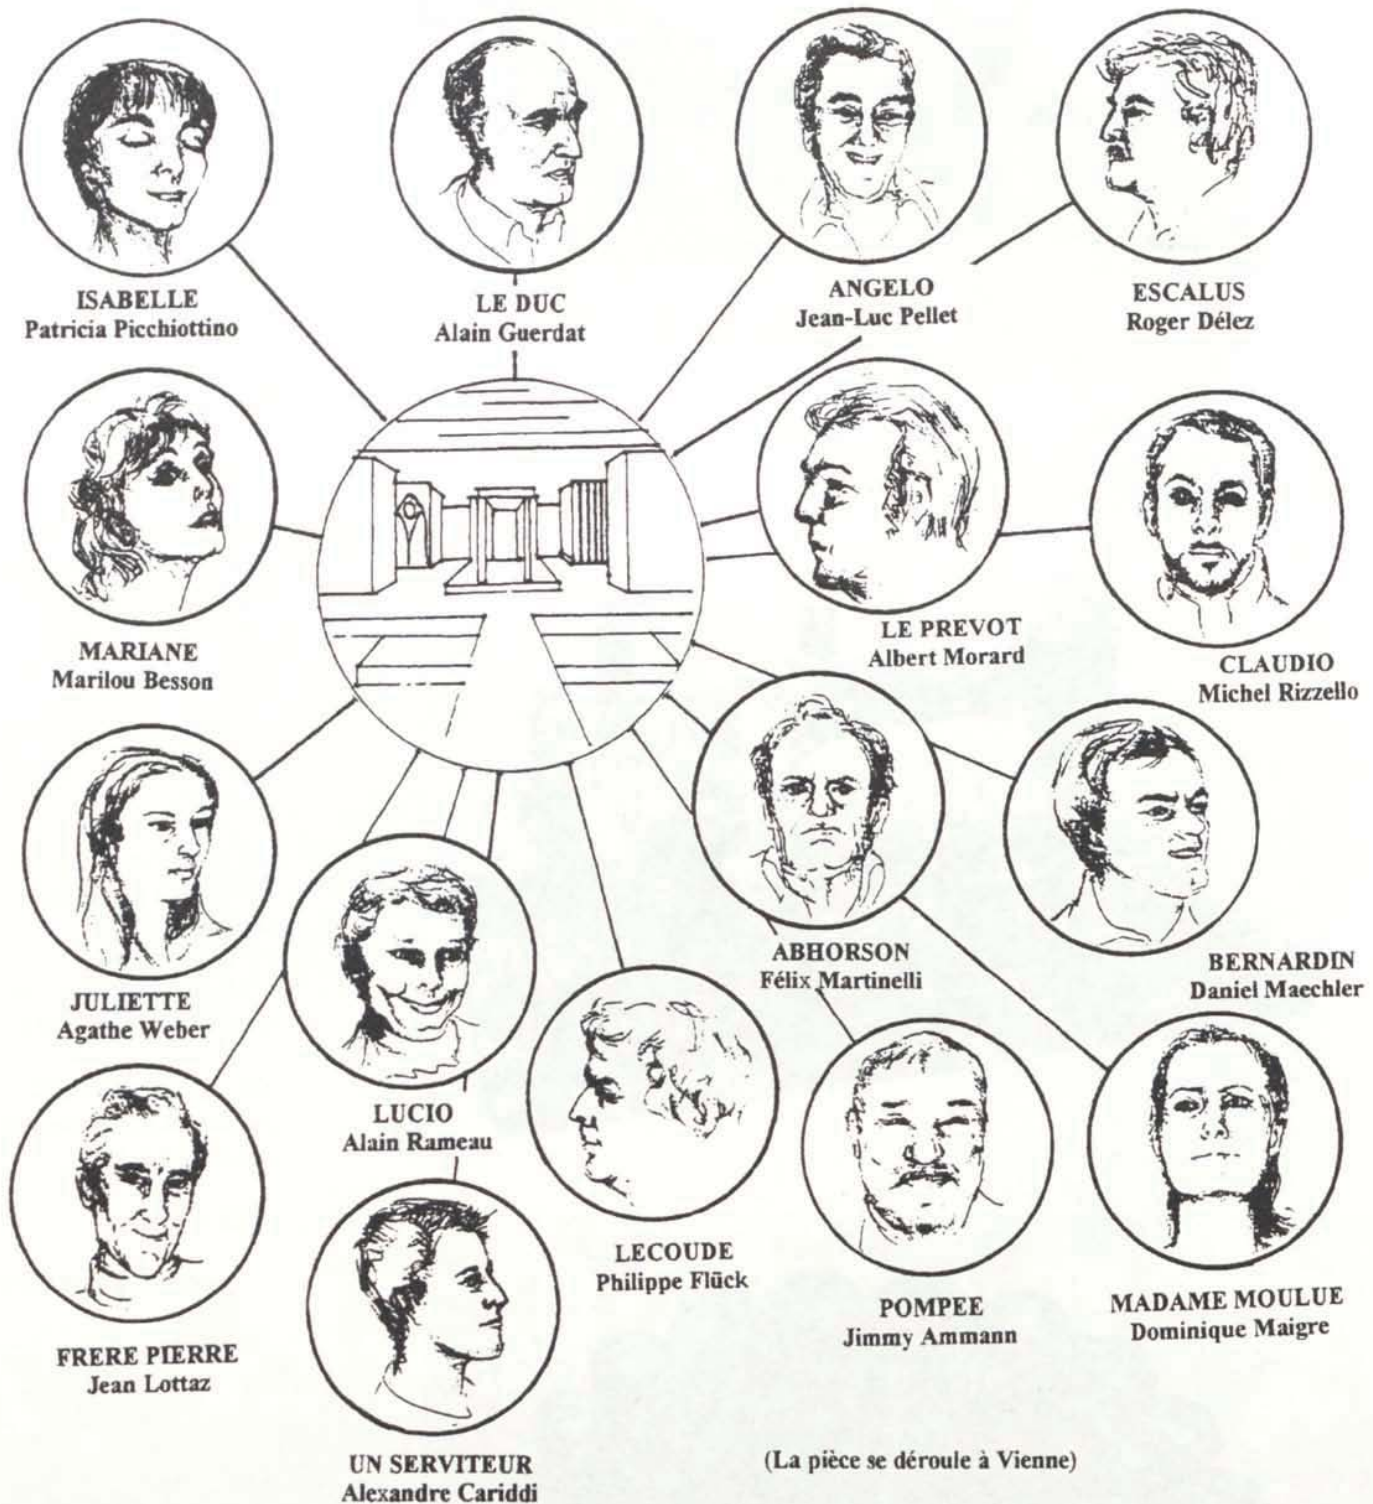 ISABELLE
Patricia Picchiottino
LE DUC
Alain Guerdat
ANGELO
Jean-Luc Pellet
ESCALUS
Roger Délez
MARIANE
Marilou Besson
LE PREVOT
Albert Morard
CLAUDIO
Michel Rizzello
JULIETTE
Agathe Weber
LUCIO
Alain Rameau
ABHORSON
Félix Martinelli
BERNARDIN
Daniel Maechler
FRERE PIERRE
Jean Lottaz
UN SERVITEUR
Alexandre Cariddi
LECOUDE
Philippe Flück
POMPEE
Jimmy Ammann
MADAME MOULUE
Dominique Maigre
(La pièce se déroule à Vienne)